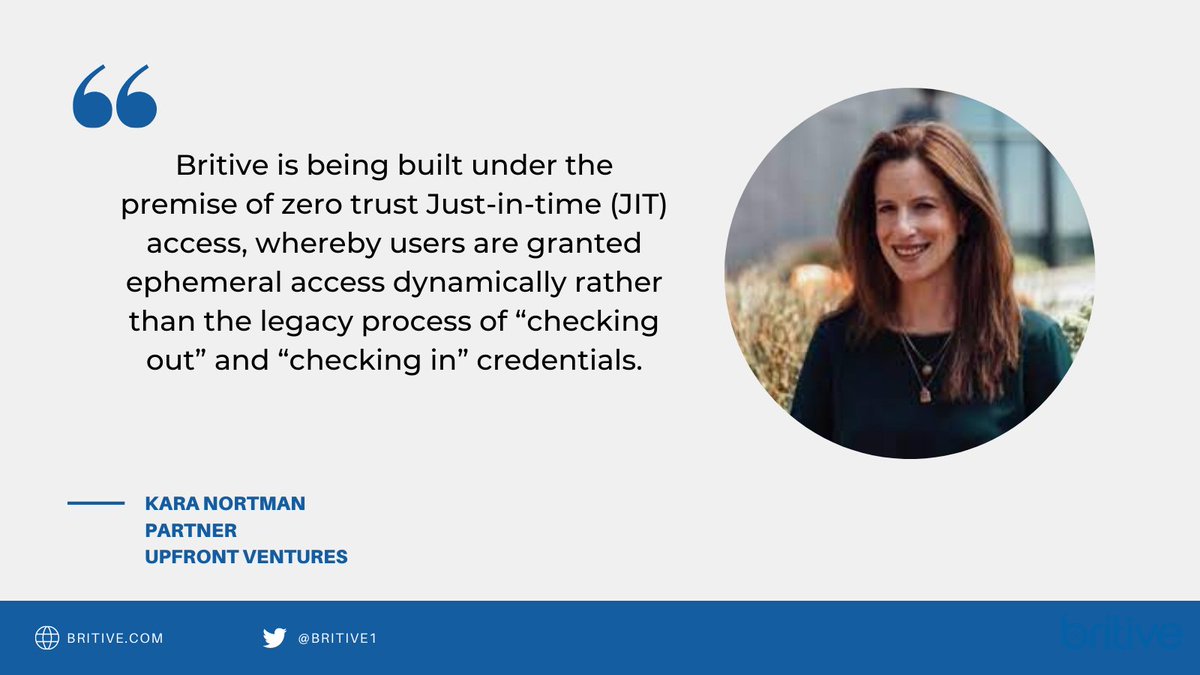 Britive is being built under the
premise of zero trust Just-in-time (JIT)
access, whereby users are granted
ephemeral access dynamically rather
than the legacy process of “checking
out” and “checking in” credentials.
KARA NORTMAN
PARTNER
UPFRONT VENTURES
BRITIVE.COM
@BRITIVE1
britive